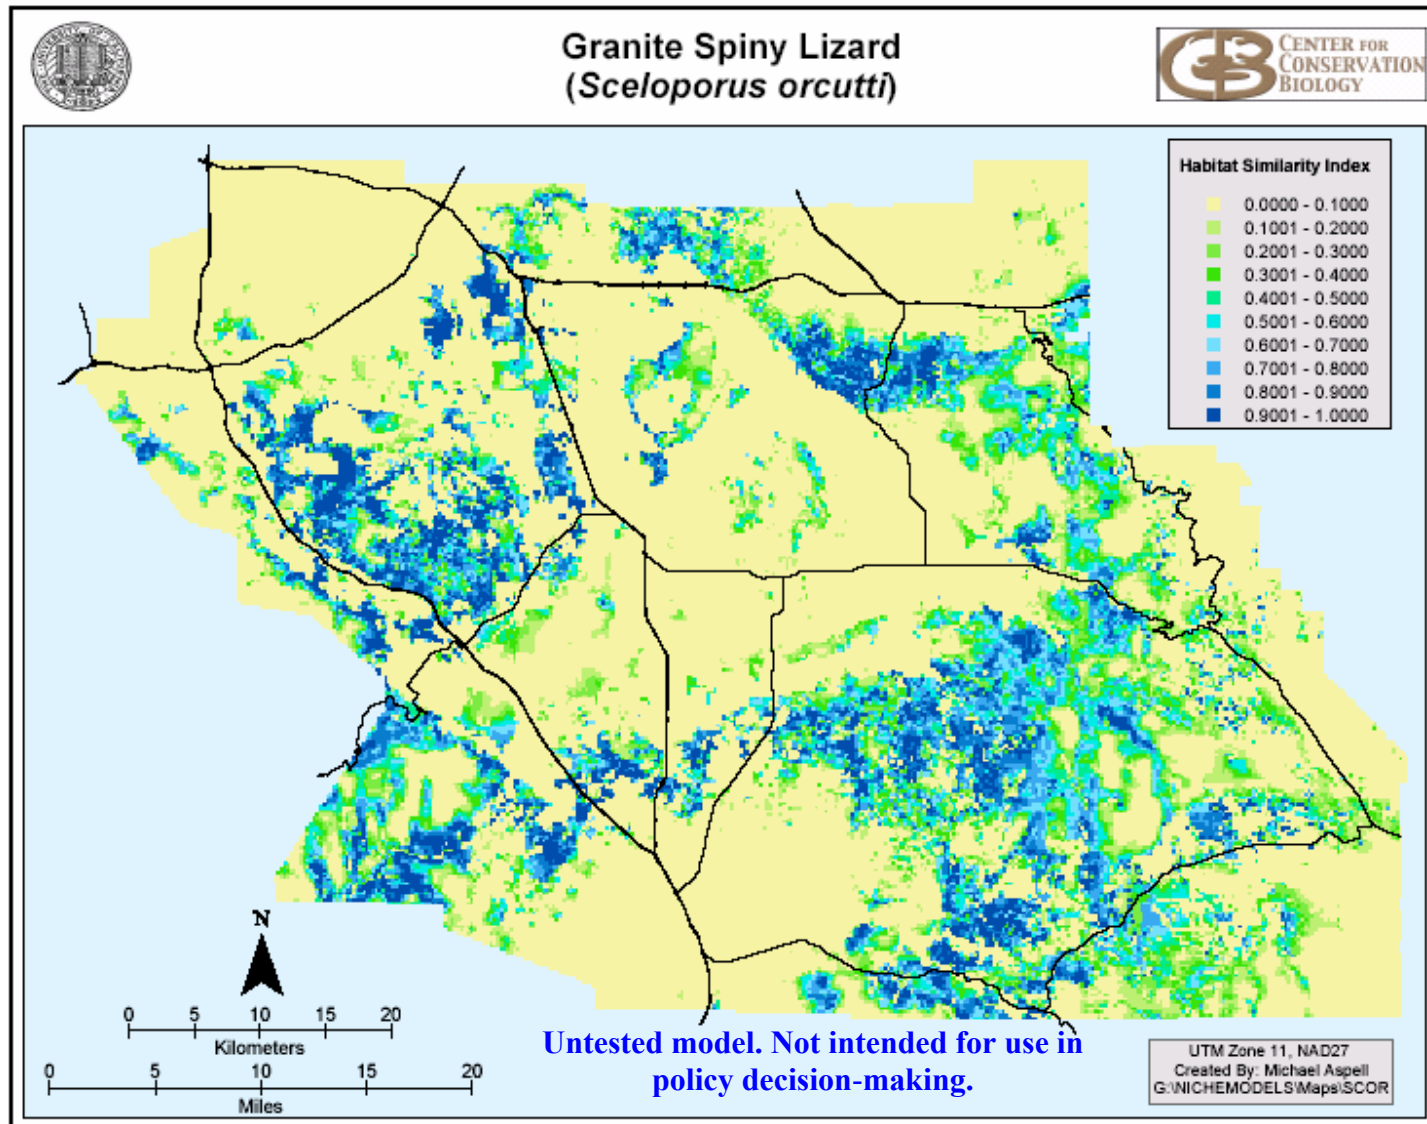 Granite Spiny Lizard
(Sceloporus orcutti)
CENTER FOR
CONSERVATION
BIOLOGY
Habitat Similarity Index
0.0000 - 0.1000
0.1001 - 0.2000
0.2001 - 0.3000
0.3001 - 0.4000
0.4001 - 0.5000
0.5001 - 0.6000
0.6001 - 0.7000
0.7001 - 0.8000
0.8001 - 0.9000
0.9001 - 1.0000
N
0 5 10 15 20
Kilometers
0 5 10 15 20
Miles
Untested model. Not intended for use in
policy decision-making.
UTM Zone 11, NAD27
Created By: Michael Aspell
G:\NICHEMODELS\Maps\SCOR